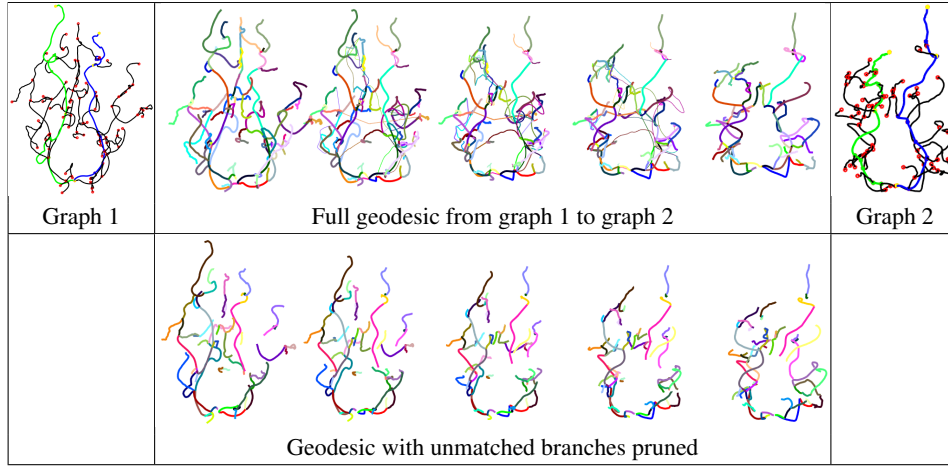 Graph 1
Full geodesic from graph 1 to graph 2
Graph 2
Geodesic with unmatched branches pruned